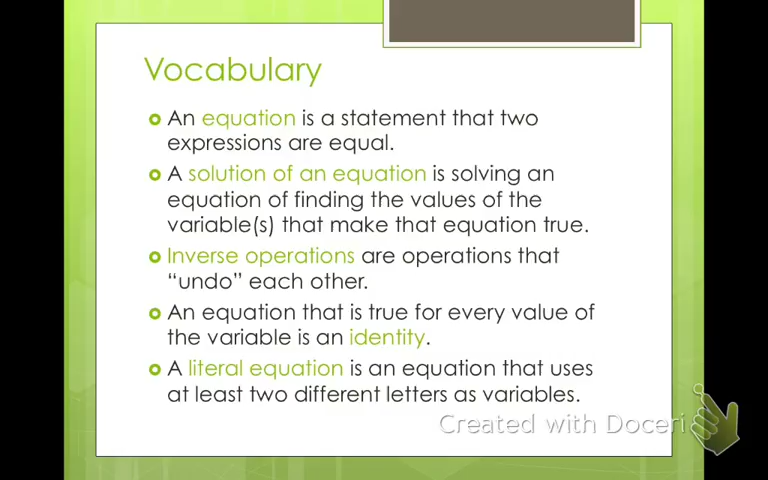 Vocabulary
An equation is a statement that two
expressions are equal.
A solution of an equation is solving an
equation of finding the values of the
variable(s) that make that equation true.
Inverse operations are operations that
“undo” each other.
An equation that is true for every value of
the variable is an identity.
A literal equation is an equation that uses
at least two different letters as variables.
Created with Doceri